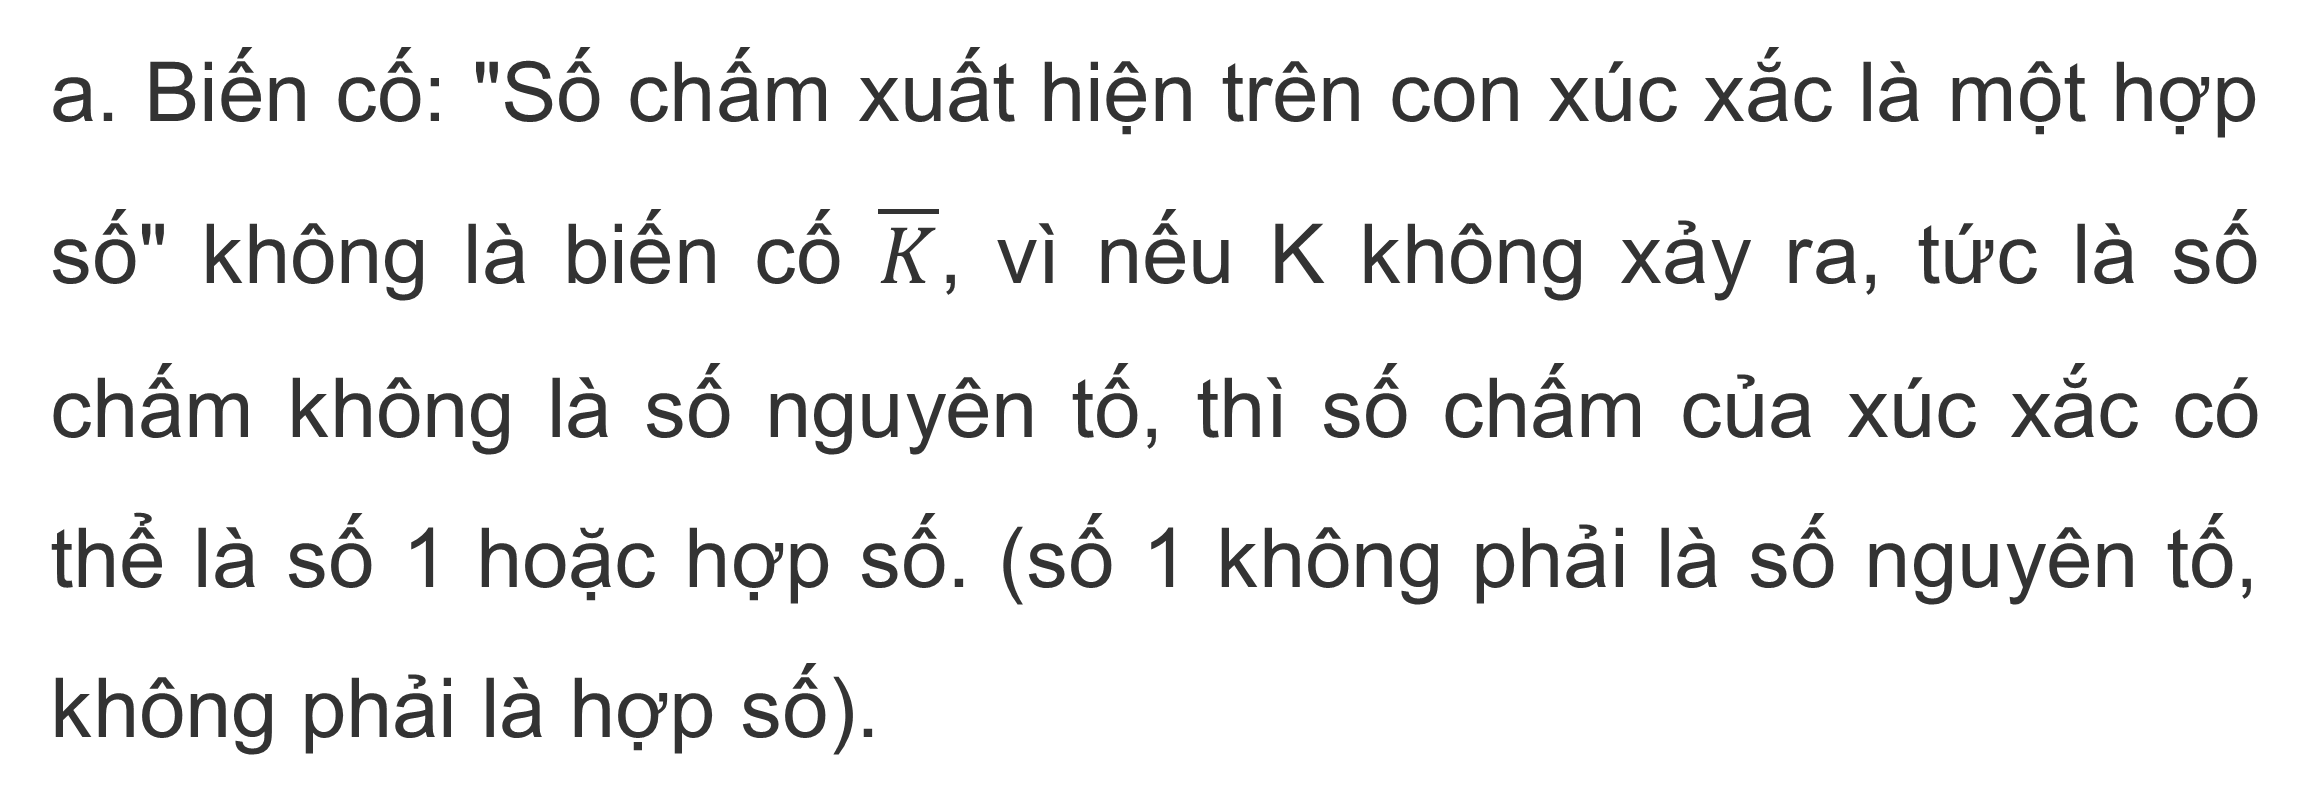 a. Biến cố: "Số chấm xuất hiện trên con xúc xắc là một hợp
số" không là biến cố K̅, vì nếu K không xảy ra, tức là số
chấm không là số nguyên tố, thì số chấm của xúc xắc có
thể là số 1 hoặc hợp số. (số 1 không phải là số nguyên tố,
không phải là hợp số).